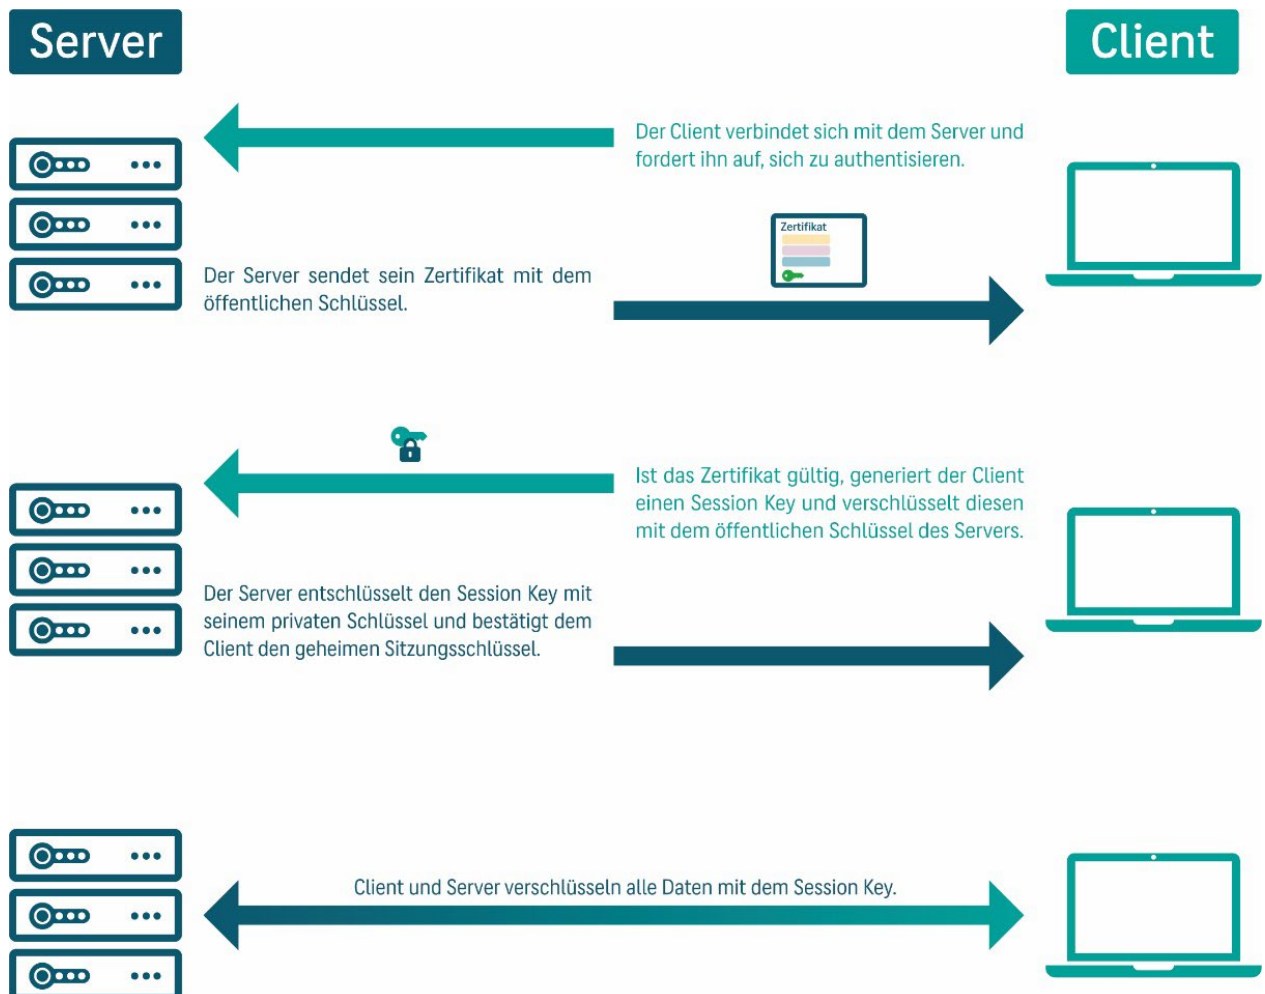 Server
Client
Der Client verbindet sich mit dem Server und
fordert ihn auf, sich zu authentisieren.
Zertifikat
Der Server sendet sein Zertifikat mit dem
öffentlichen Schlüssel.
Ist das Zertifikat gültig, generiert der Client
einen Session Key und verschlüsselt diesen
mit dem öffentlichen Schlüssel des Servers.
Der Server entschlüsselt den Session Key mit
seinem privaten Schlüssel und bestätigt dem
Client den geheimen Sitzungsschlüssel.
Client und Server verschlüsseln alle Daten mit dem Session Key.